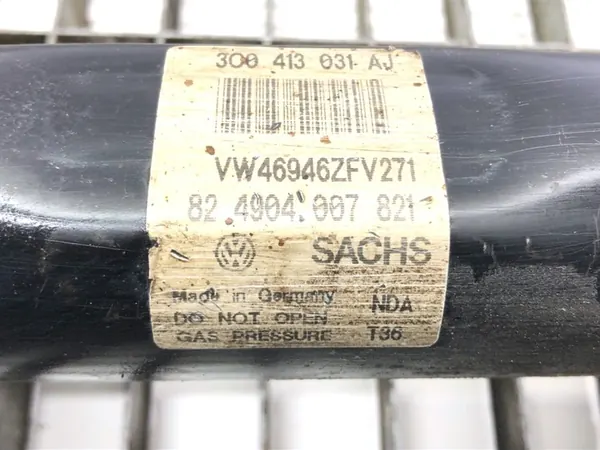 3C0 413 031 AJ
VW46946ZFV271
82 4904 007 821
VW SACHS
Made in Germany NDA
DO NOT OPEN
GAS PRESSURE T36